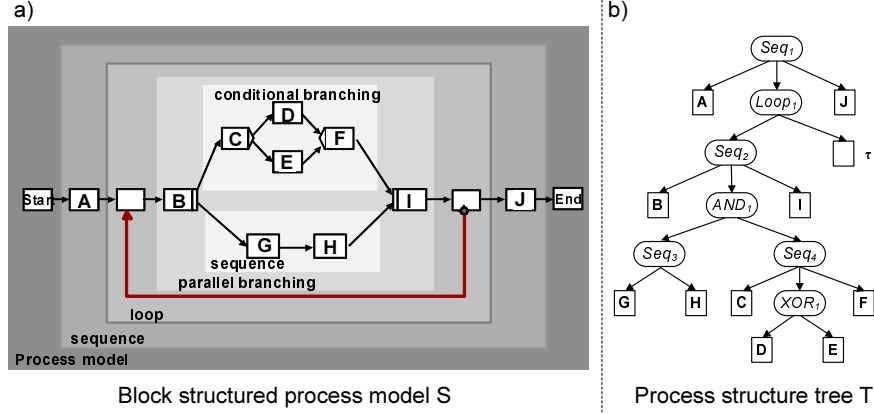 a)
conditional branching
D
C
F
E
Star
A
B
I
J
End
G
H
sequence
parallel branching
loop
sequence
Process model
Block structured process model S
b)
Seq1
A
Loop1
J
Seq2
τ
B
AND1
I
Seq3
Seq4
G
H
C
XOR1
F
D
E
Process structure tree T